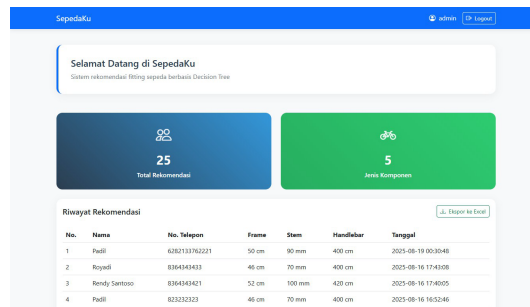 SepedaKu
admin Logout
Selamat Datang di SepedaKu
Sistem rekomendasi fitting sepeda berbasis Decision Tree
25
Total Rekomendasi
5
Jenis Komponen
Riwayat Rekomendasi
Ekspor ke Excel
No. Nama No. Telepon Frame Stem Handlebar Tanggal
1 Padil 6282133762221 50 cm 90 mm 400 cm 2025-08-19 00:30:48
2 Royadi 8364343433 46 cm 70 mm 400 cm 2025-08-16 17:43:08
3 Rendy Santoso 8364343421 52 cm 100 mm 420 cm 2025-08-16 17:40:05
4 Padil 823232323 46 cm 70 mm 400 cm 2025-08-16 16:52:46